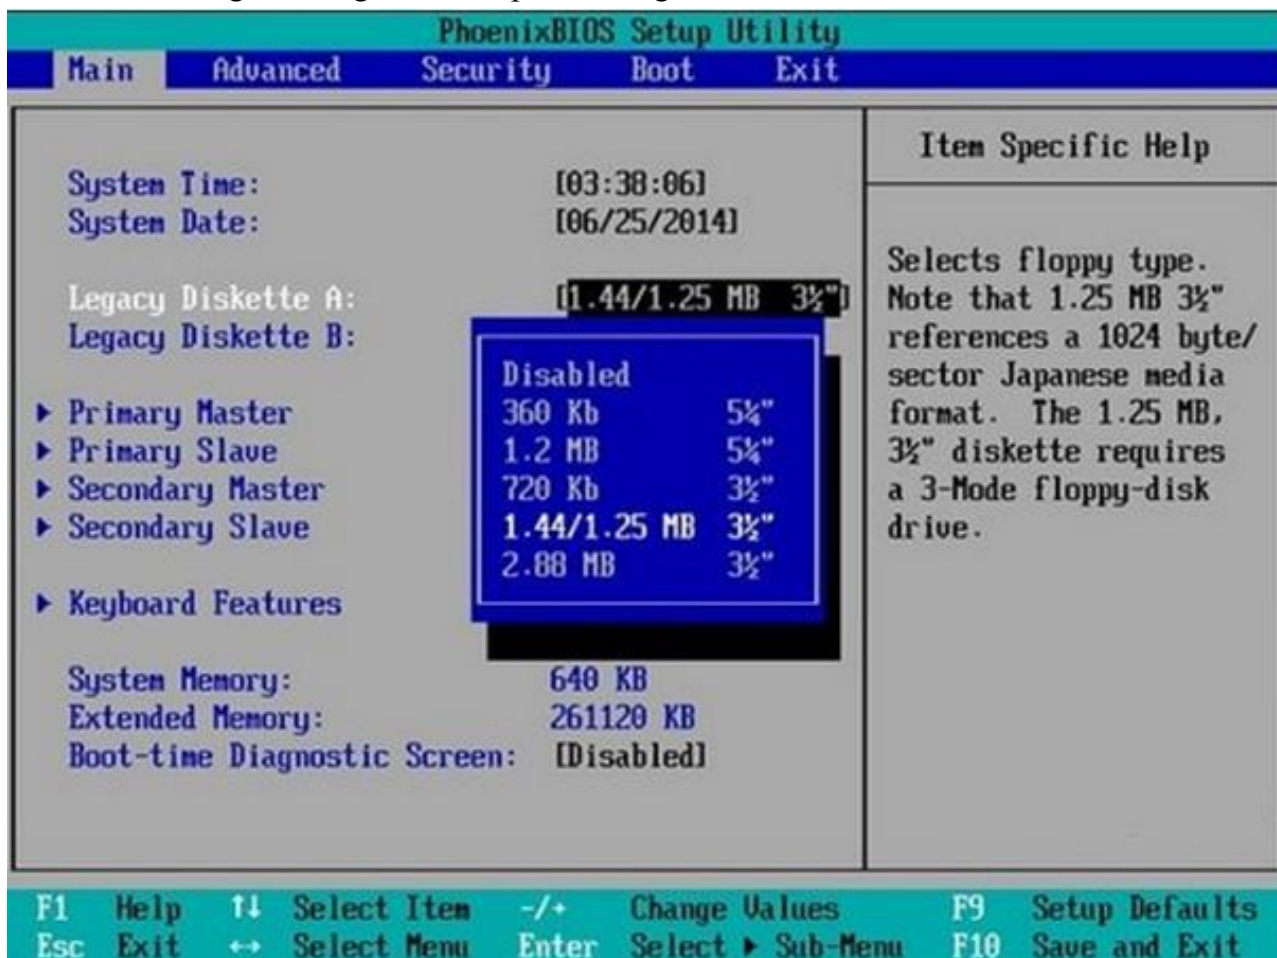 PhoenixBIOS Setup Utility
Main Advanced Security Boot Exit
System Time: [03:38:06]
System Date: [06/25/2014]
Legacy Diskette A: [1.44/1.25 MB 3½"]
Legacy Diskette B:
Disabled
360 Kb 5¼"
1.2 MB 5¼"
720 Kb 3½"
1.44/1.25 MB 3½"
2.88 MB 3½"
▶ Primary Master
▶ Primary Slave
▶ Secondary Master
▶ Secondary Slave
▶ Keyboard Features
System Memory: 640 KB
Extended Memory: 261120 KB
Boot-time Diagnostic Screen: [Disabled]
Item Specific Help
Selects floppy type.
Note that 1.25 MB 3½"
references a 1024 byte/
sector Japanese media
format. The 1.25 MB,
3½" diskette requires
a 3-Mode floppy-disk
drive.
F1 Help ↑↓ Select Item -/+ Change Values F9 Setup Defaults
Esc Exit ↔ Select Menu Enter Select ▶ Sub-Menu F10 Save and Exit